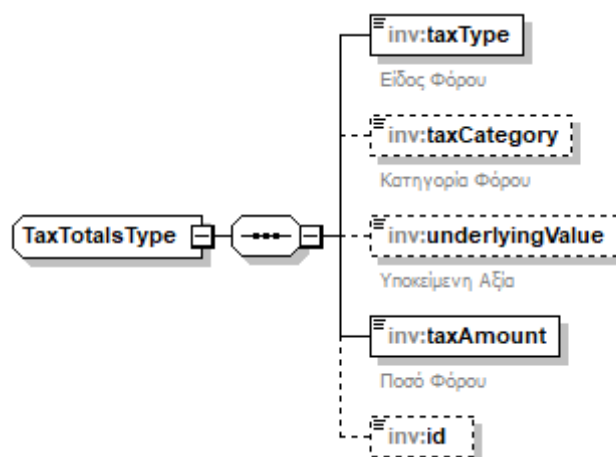 inv:taxType
Είδος Φόρου
inv:taxCategory
Κατηγορία Φόρου
TaxTotalsType
inv:underlyingValue
Υποκείμενη Αξία
inv:taxAmount
Ποσό Φόρου
inv:id